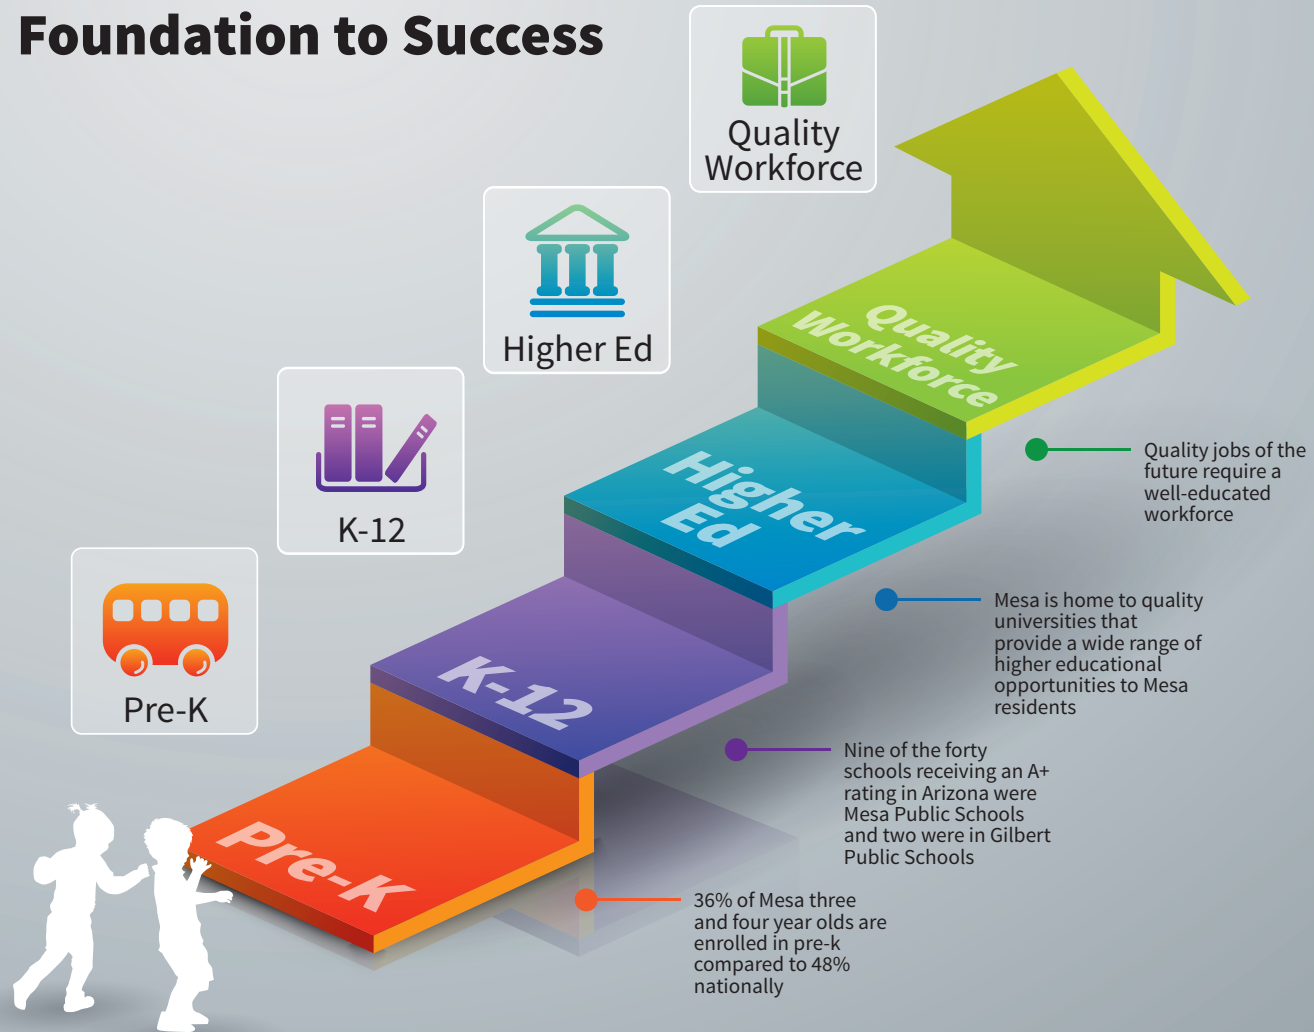 Foundation to Success
Quality
Workforce
Higher Ed
K-12
Pre-K
Quality
Workforce
Higher
Ed
K-12
Pre-K
Quality jobs of the
future require a
well-educated
workforce
Mesa is home to quality
universities that
provide a wide range of
higher educational
opportunities to Mesa
residents
Nine of the forty
schools receiving an A+
rating in Arizona were
Mesa Public Schools
and two were in Gilbert
Public Schools
36% of Mesa three
and four year olds are
enrolled in pre-k
compared to 48%
nationally